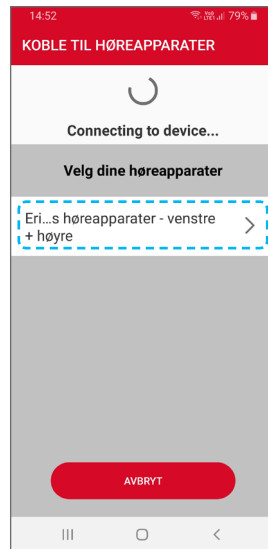 14:52 79%
KOBLE TIL HØREAPPARATER
Connecting to device...
Velg dine høreapparater
Eri...s høreapparater - venstre
+ høyre
AVBRYT